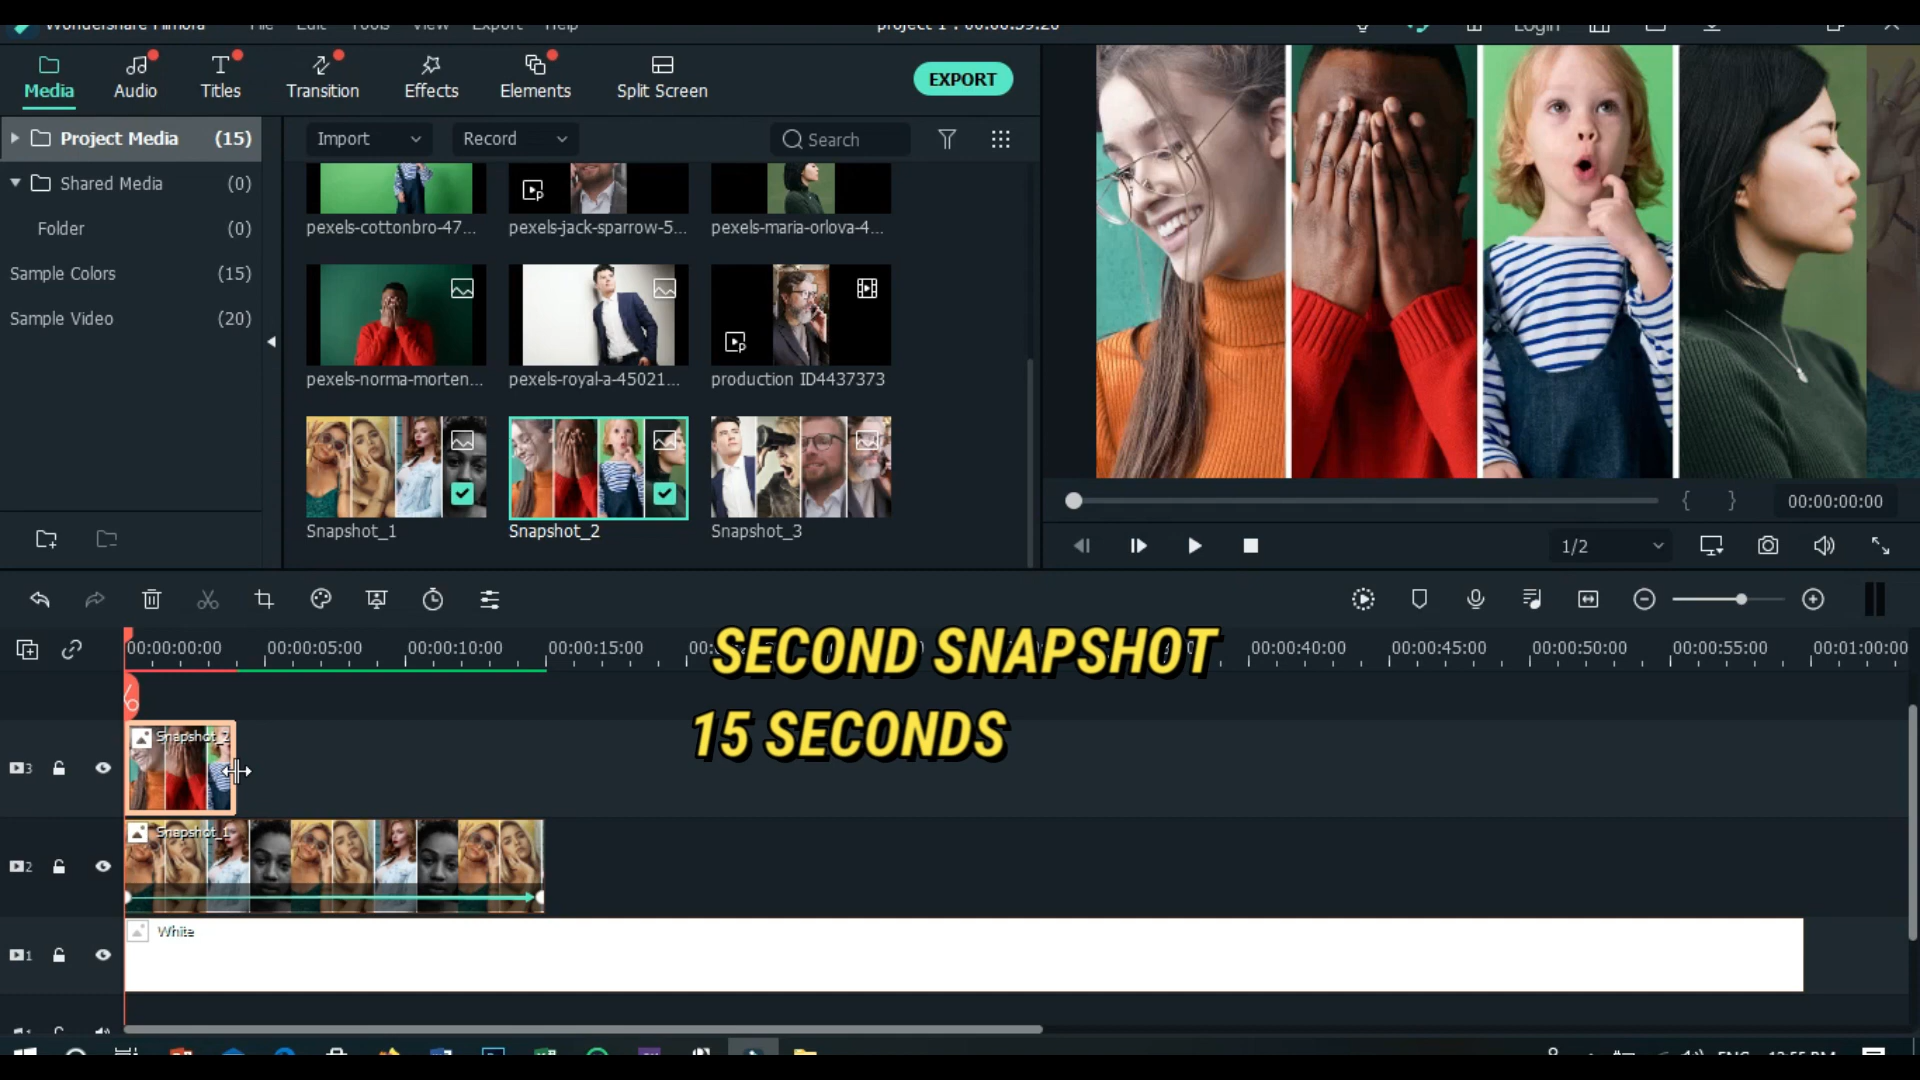 Wondershare Filmora File Edit Tools View Export Help project 1 : 00:00:59:20 Login
Media Audio Titles Transition Effects Elements Split Screen EXPORT
Project Media (15)
Shared Media (0)
Folder (0)
Sample Colors (15)
Sample Video (20)
Import Record Search
pexels-cottonbro-47... pexels-jack-sparrow-5... pexels-maria-orlova-4...
pexels-norma-morten... pexels-royal-a-45021... production ID4437373
Snapshot_1 Snapshot_2 Snapshot_3
{ } 00:00:00:00
1/2
00:00:00:00 00:00:05:00 00:00:10:00 00:00:15:00 00:00:40:00 00:00:45:00 00:00:50:00 00:00:55:00 00:01:00:00
SECOND SNAPSHOT
15 SECONDS
3 Snapshot_2
2 Snapshot_1
1 White
ENG 12:55 PM